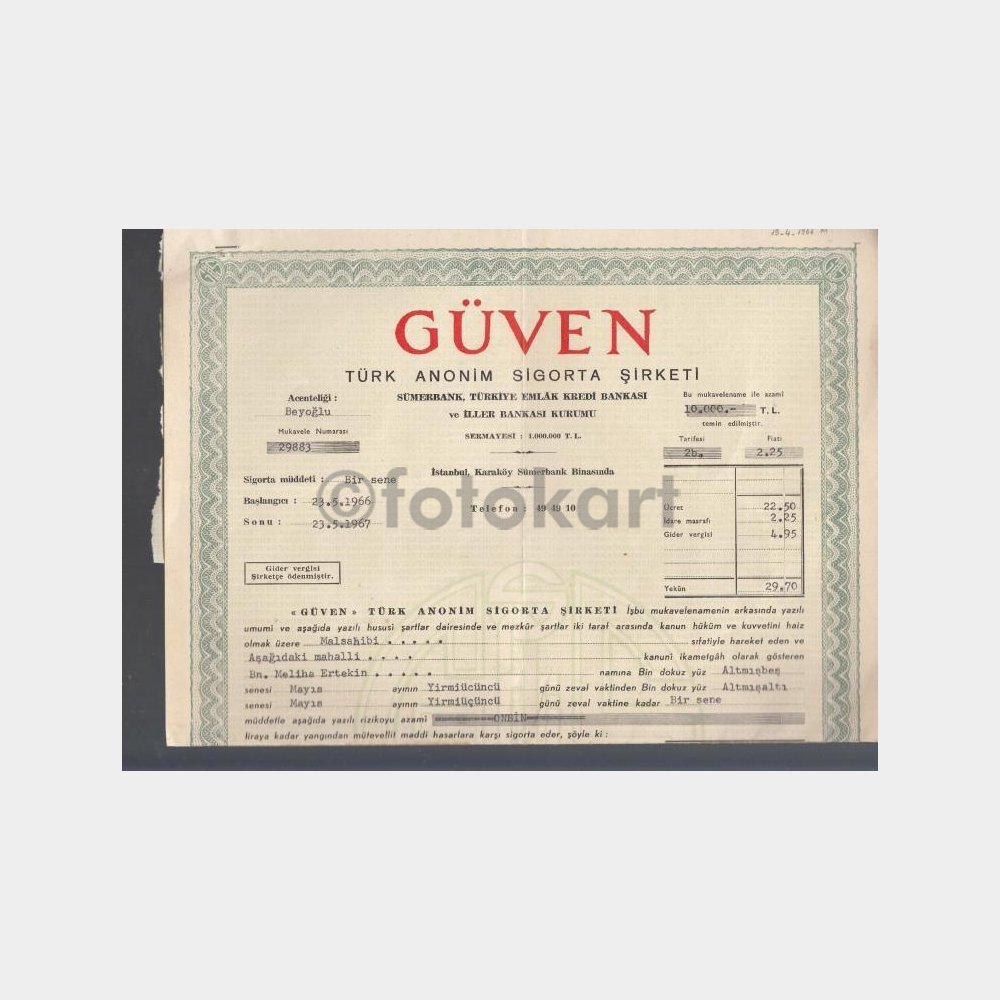 19-4-1966 M
GÜVEN
TÜRK ANONİM SİGORTA ŞİRKETİ
Acenteliği :
Beyoğlu
Mukavele Numarası
29883
SÜMERBANK, TÜRKİYE EMLÂK KREDİ BANKASI
ve İLLER BANKASI KURUMU
SERMAYESİ : 1.000.000 T. L.
Bu mukavelename ile azamî
10.000.- T. L.
temin edilmiştir.
Tarifesi Fiatı
2b. 2.25
Sigorta müddeti : Bir sene
Başlangıcı : 23.5.1966
Sonu : 23.5.1967
İstanbul, Karaköy Sümerbank Binasında
Telefon : 49 49 10
©fotokart
Ücret 22.50
İdare masrafı 2.25
Gider vergisi 4.95
Yekûn 29.70
Gider vergisi
Şirketçe ödenmiştir.
«GÜVEN» TÜRK ANONİM SİGORTA ŞİRKETİ İşbu mukavelenamenin arkasında yazılı
umumî ve aşağıda yazılı hususî şartlar dairesinde ve mezkûr şartlar iki taraf arasında kanun hüküm ve kuvvetini haiz
olmak üzere Malsahibi . . . . . sıfatiyle hareket eden ve
Aşağıdaki mahalli . . . . kanunî ikametgâh olarak gösteren
Bn. Meliha Ertekin . . . . . namına Bin dokuz yüz Altmışbeş
senesi Mayıs ayının Yirmiücüncü günü zeval vaktinden Bin dokuz yüz Altmışaltı
senesi Mayıs ayının Yirmiüçüncü günü zeval vaktine kadar Bir sene
müddetle aşağıda yazılı rizikoyu azamî ONBİN
liraya kadar yangından mütevellit maddî hasarlara karşı sigorta eder, şöyle ki :